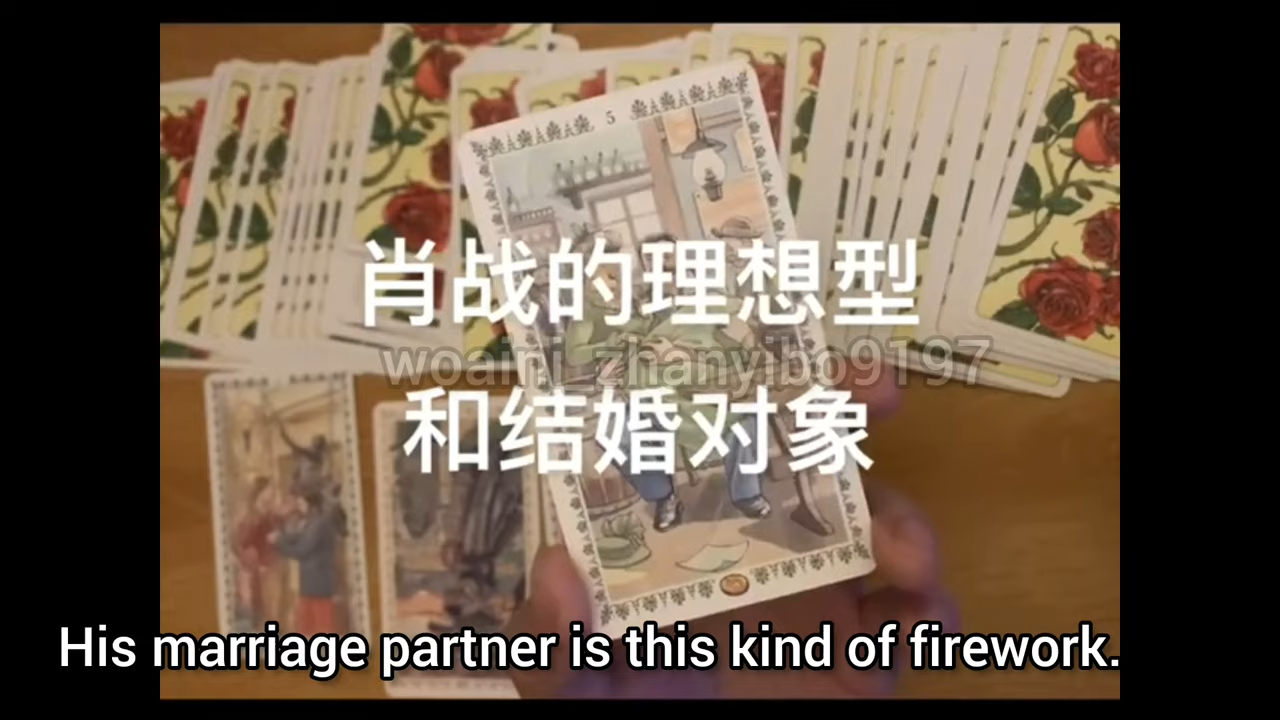 5
肖战的理想型
woaini_zhanyibo9197
和结婚对象
His marriage partner is this kind of firework.